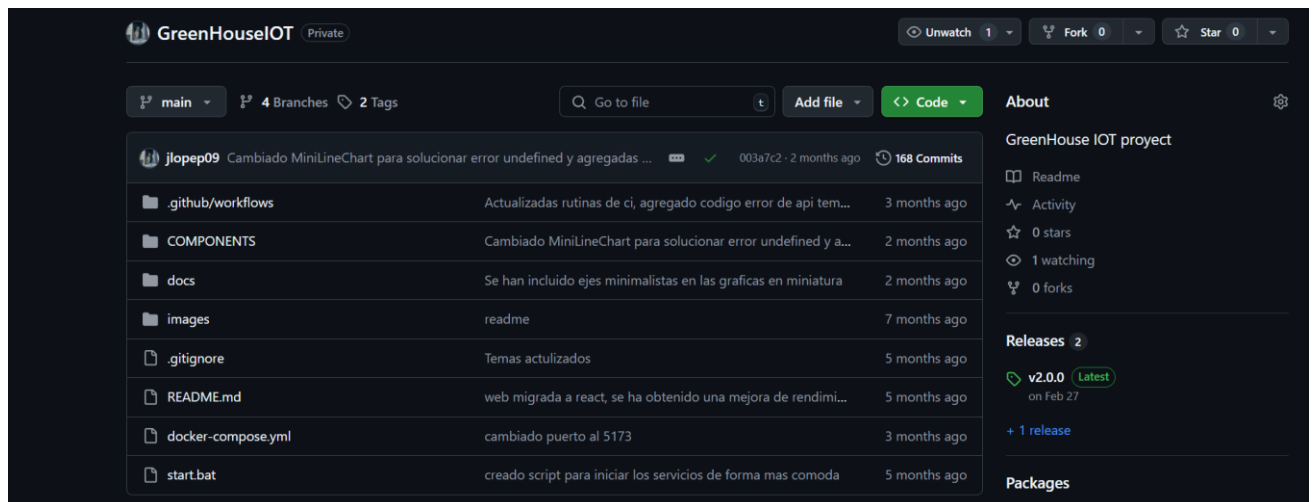 GreenHouseIOT Private
Unwatch 1 Fork 0 Star 0
main 4 Branches 2 Tags Go to file t Add file Code
jlopep09 Cambiado MiniLineChart para solucionar error undefined y agregadas ... 003a7c2 · 2 months ago 168 Commits
.github/workflows Actualizadas rutinas de ci, agregado codigo error de api tem... 3 months ago
COMPONENTS Cambiado MiniLineChart para solucionar error undefined y a... 2 months ago
docs Se han incluido ejes minimalistas en las graficas en miniatura 2 months ago
images readme 7 months ago
.gitignore Temas actulizados 5 months ago
README.md web migrada a react, se ha obtenido una mejora de rendimi... 5 months ago
docker-compose.yml cambiado puerto al 5173 3 months ago
start.bat creado script para iniciar los servicios de forma mas comoda 5 months ago
About
GreenHouse IOT proyect
Readme
Activity
0 stars
1 watching
0 forks
Releases 2
v2.0.0 Latest
on Feb 27
+ 1 release
Packages